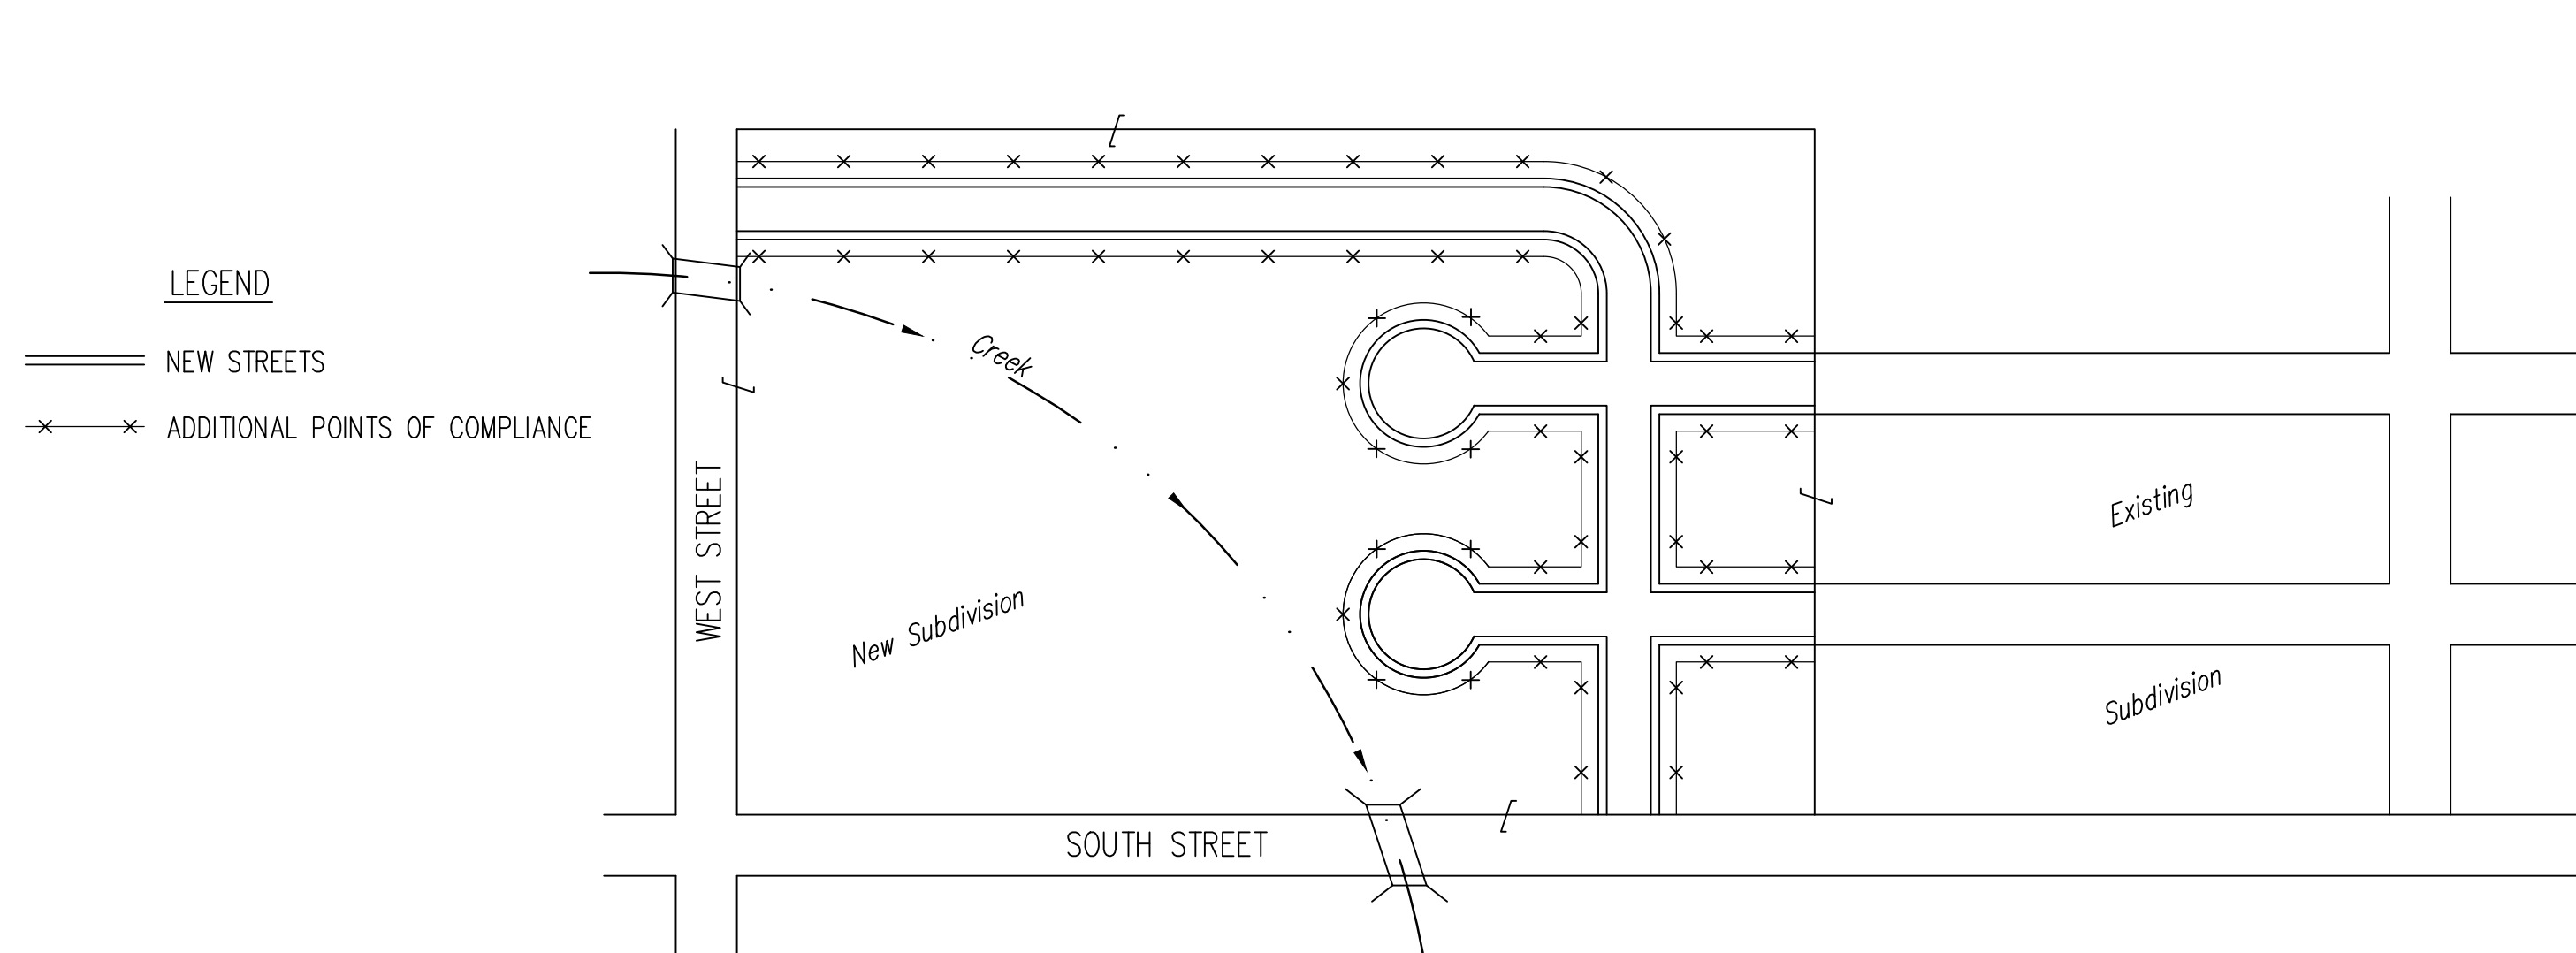 LEGEND
NEW STREETS
ADDITIONAL POINTS OF COMPLIANCE
WEST STREET
Creek
New Subdivision
SOUTH STREET
Existing
Subdivision